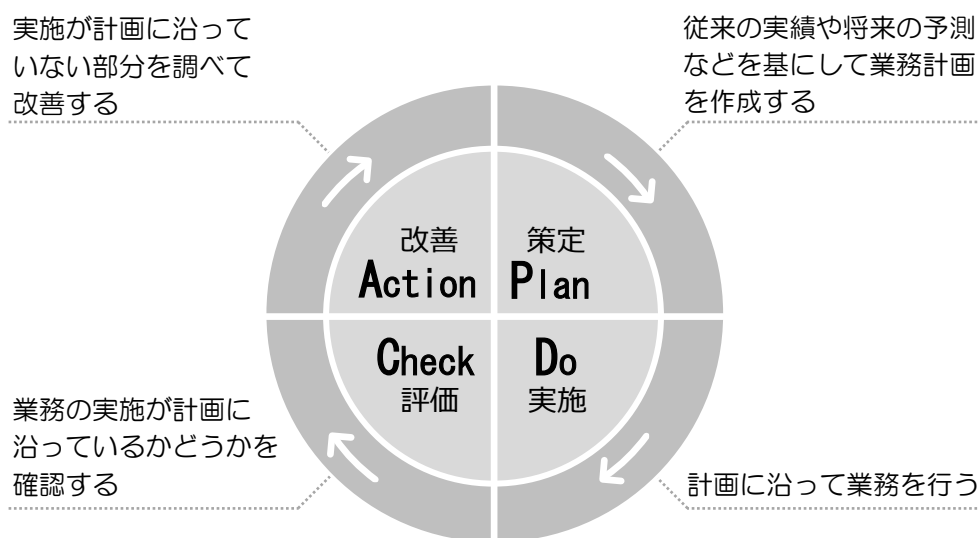 実施が計画に沿って
いない部分を調べて
改善する
従来の実績や将来の予測
などを基にして業務計画
を作成する
改善
Action
策定
Plan
Check
評価
Do
実施
業務の実施が計画に
沿っているかどうかを
確認する
計画に沿って業務を行う